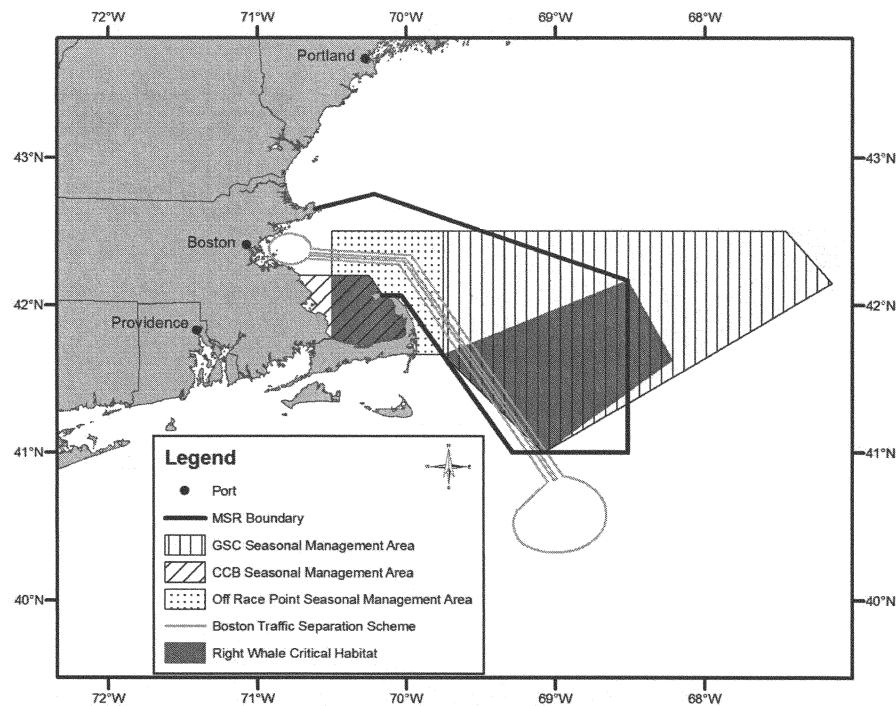 72°W 71°W 70°W 69°W 68°W
Portland
43°N 43°N
Boston
42°N 42°N
Providence
41°N 41°N
Legend
Port
MSR Boundary
GSC Seasonal Management Area
CCB Seasonal Management Area
Off Race Point Seasonal Management Area
Boston Traffic Separation Scheme
Right Whale Critical Habitat
40°N 40°N
72°W 71°W 70°W 69°W 68°W